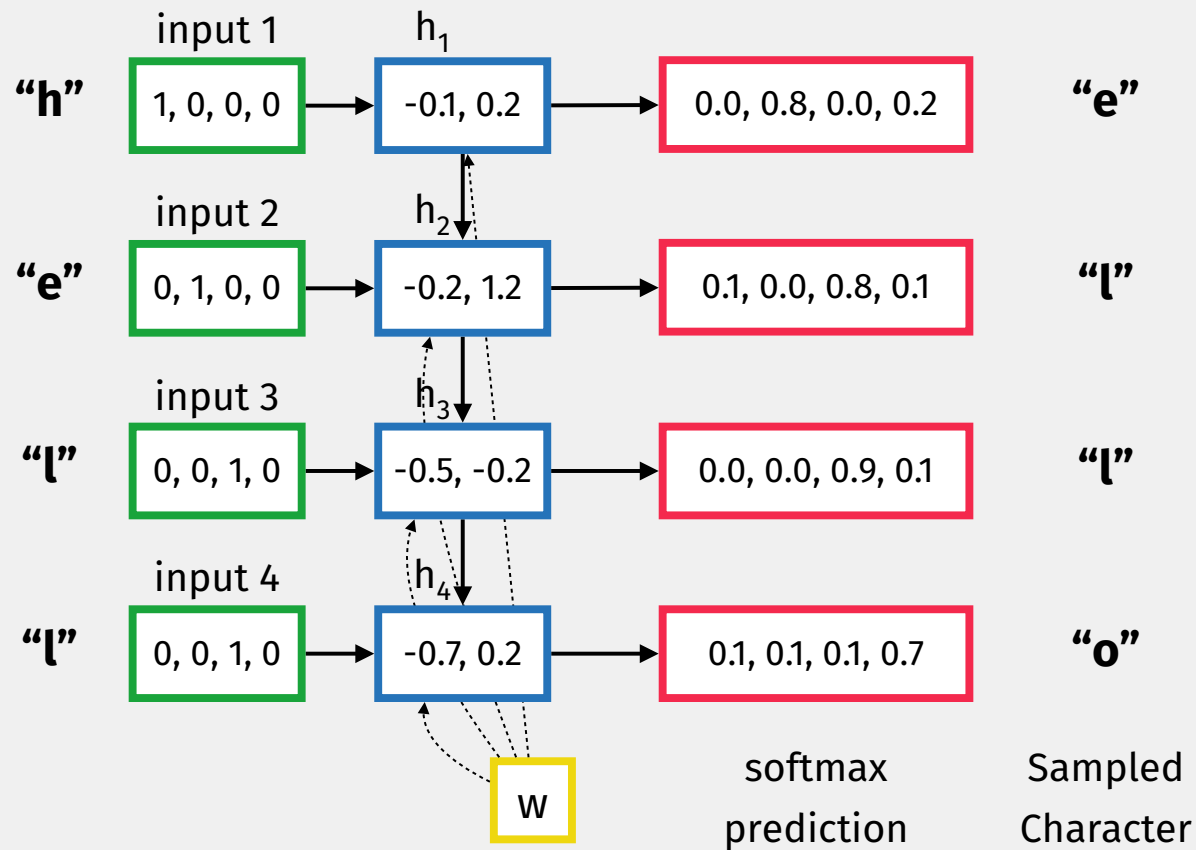 input 1
h₁
“h”
1, 0, 0, 0
-0.1, 0.2
0.0, 0.8, 0.0, 0.2
“e”
input 2
h₂
“e”
0, 1, 0, 0
-0.2, 1.2
0.1, 0.0, 0.8, 0.1
“l”
input 3
h₃
“l”
0, 0, 1, 0
-0.5, -0.2
0.0, 0.0, 0.9, 0.1
“l”
input 4
h₄
“l”
0, 0, 1, 0
-0.7, 0.2
0.1, 0.1, 0.1, 0.7
“o”
w
softmax
prediction
Sampled
Character